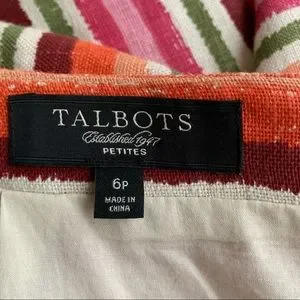 TALBOTS
Established 1947
PETITES
6P
MADE IN
CHINA